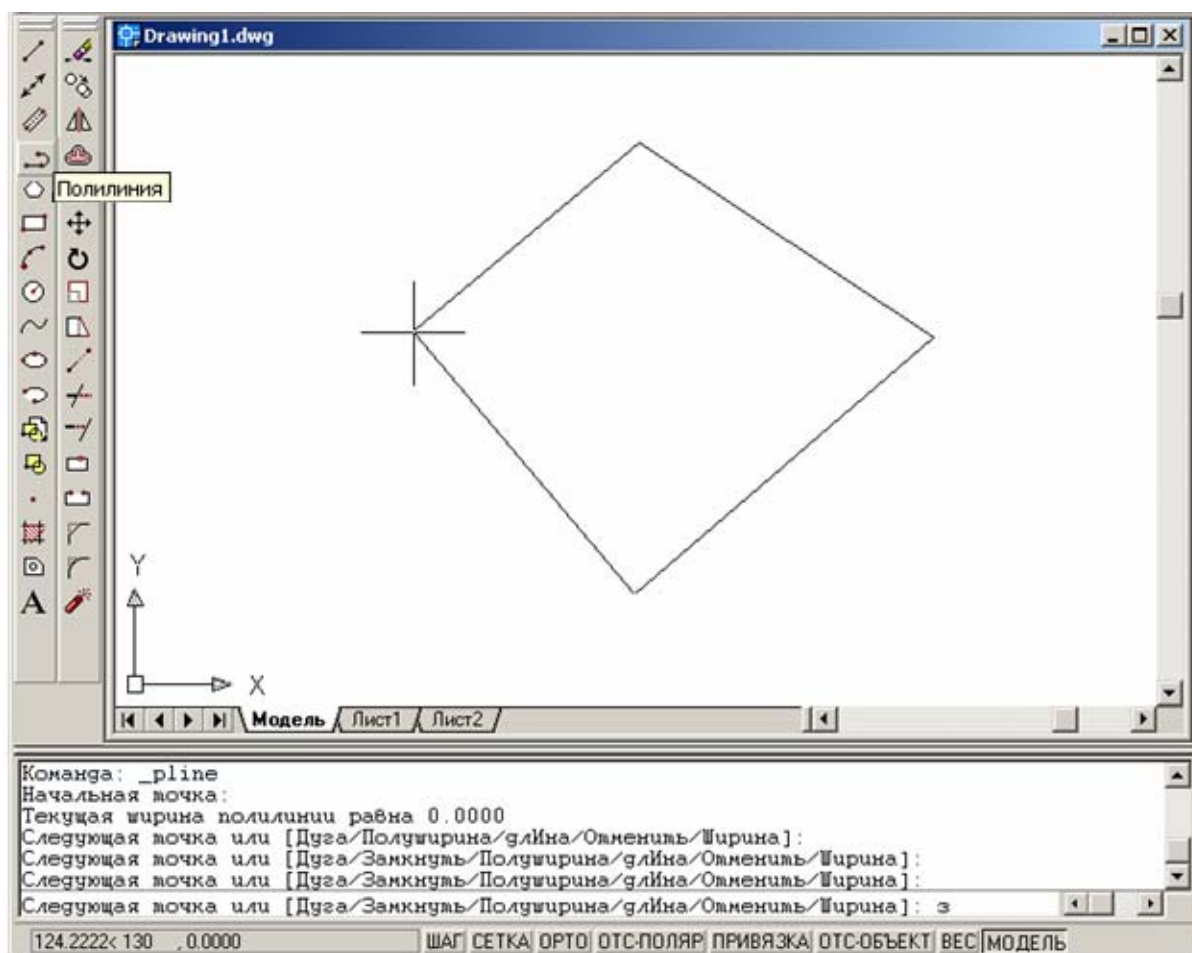 Drawing1.dwg
Полилиния
A
Y
X
Модель Лист1 Лист2
Команда: _pline
Начальная точка:
Текущая ширина полилинии равна 0.0000
Следующая точка или [Дуга/Полуширина/длИна/Отменить/Ширина]:
Следующая точка или [Дуга/Замкнуть/Полуширина/длИна/Отменить/Ширина]:
Следующая точка или [Дуга/Замкнуть/Полуширина/длИна/Отменить/Ширина]:
Следующая точка или [Дуга/Замкнуть/Полуширина/длИна/Отменить/Ширина]: з
124.2222< 130 , 0.0000 ШАГ СЕТКА ОРТО ОТС-ПОЛЯР ПРИВЯЗКА ОТС-ОБЪЕКТ ВЕС МОДЕЛЬ